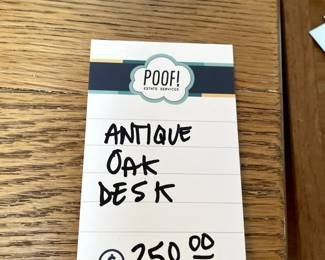 POOF!
ESTATE SERVICES
ANTIQUE
OAK
DESK
$ 250.00